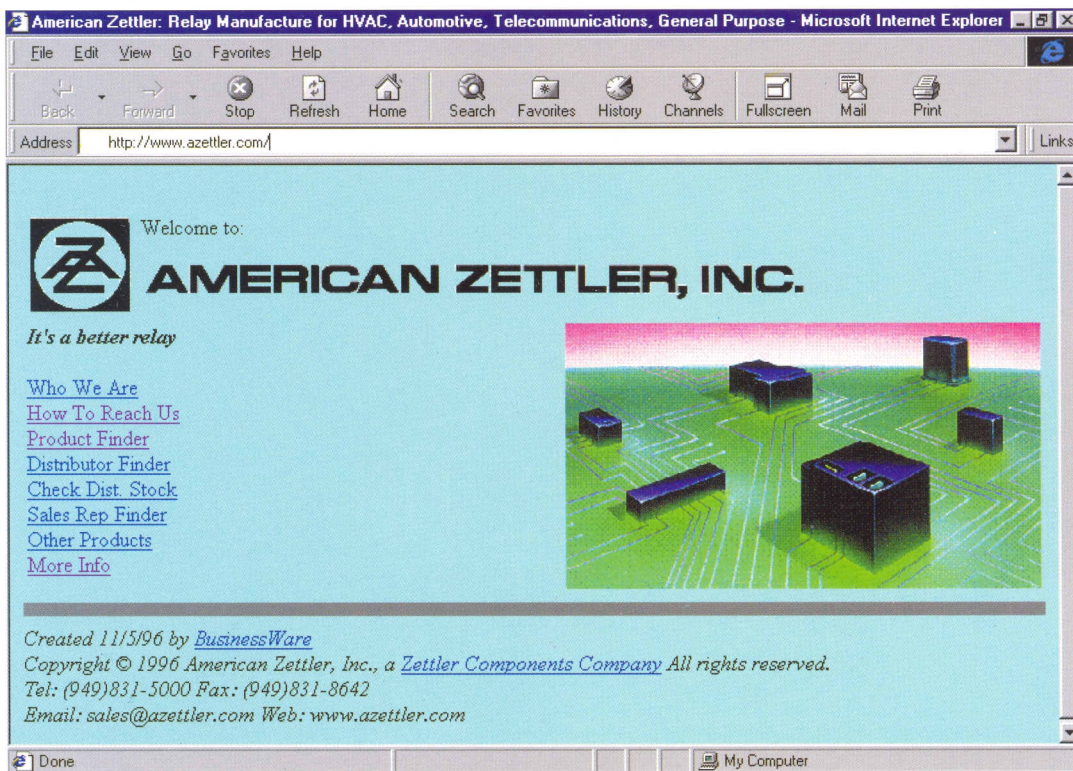 American Zettler: Relay Manufacture for HVAC, Automotive, Telecommunications, General Purpose - Microsoft Internet Explorer
File Edit View Go Favorites Help
Back Forward Stop Refresh Home Search Favorites History Channels Fullscreen Mail Print
Address http://www.azettler.com/ Links
Welcome to:
AMERICAN ZETTLER, INC.
It's a better relay
Who We Are
How To Reach Us
Product Finder
Distributor Finder
Check Dist. Stock
Sales Rep Finder
Other Products
More Info
Created 11/5/96 by BusinessWare
Copyright © 1996 American Zettler, Inc., a Zettler Components Company All rights reserved.
Tel: (949)831-5000 Fax: (949)831-8642
Email: sales@azettler.com Web: www.azettler.com
Done My Computer